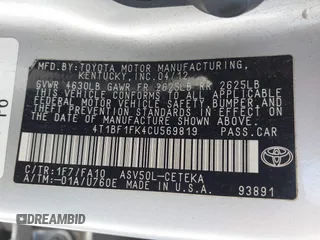 MFD.BY:TOYOTA MOTOR MANUFACTURING,
KENTUCKY,INC.04/12
GVWR 4630LB GAWR FR 2625LB RR 2625LB
THIS VEHICLE CONFORMS TO ALL APPLICABLE
FEDERAL MOTOR VEHICLE SAFETY, BUMPER, AND
THEFT PREVENTION STANDARDS IN EFFECT ON
THE DATE OF MANUFACTURE SHOWN ABOVE.
4T1BF1FK4CU569819 PASS.CAR
C/TR:1F7/FA10 ASV50L-CETEKA
A/TM:-01A/U760E
93891
TOYOTA
DREAMBID